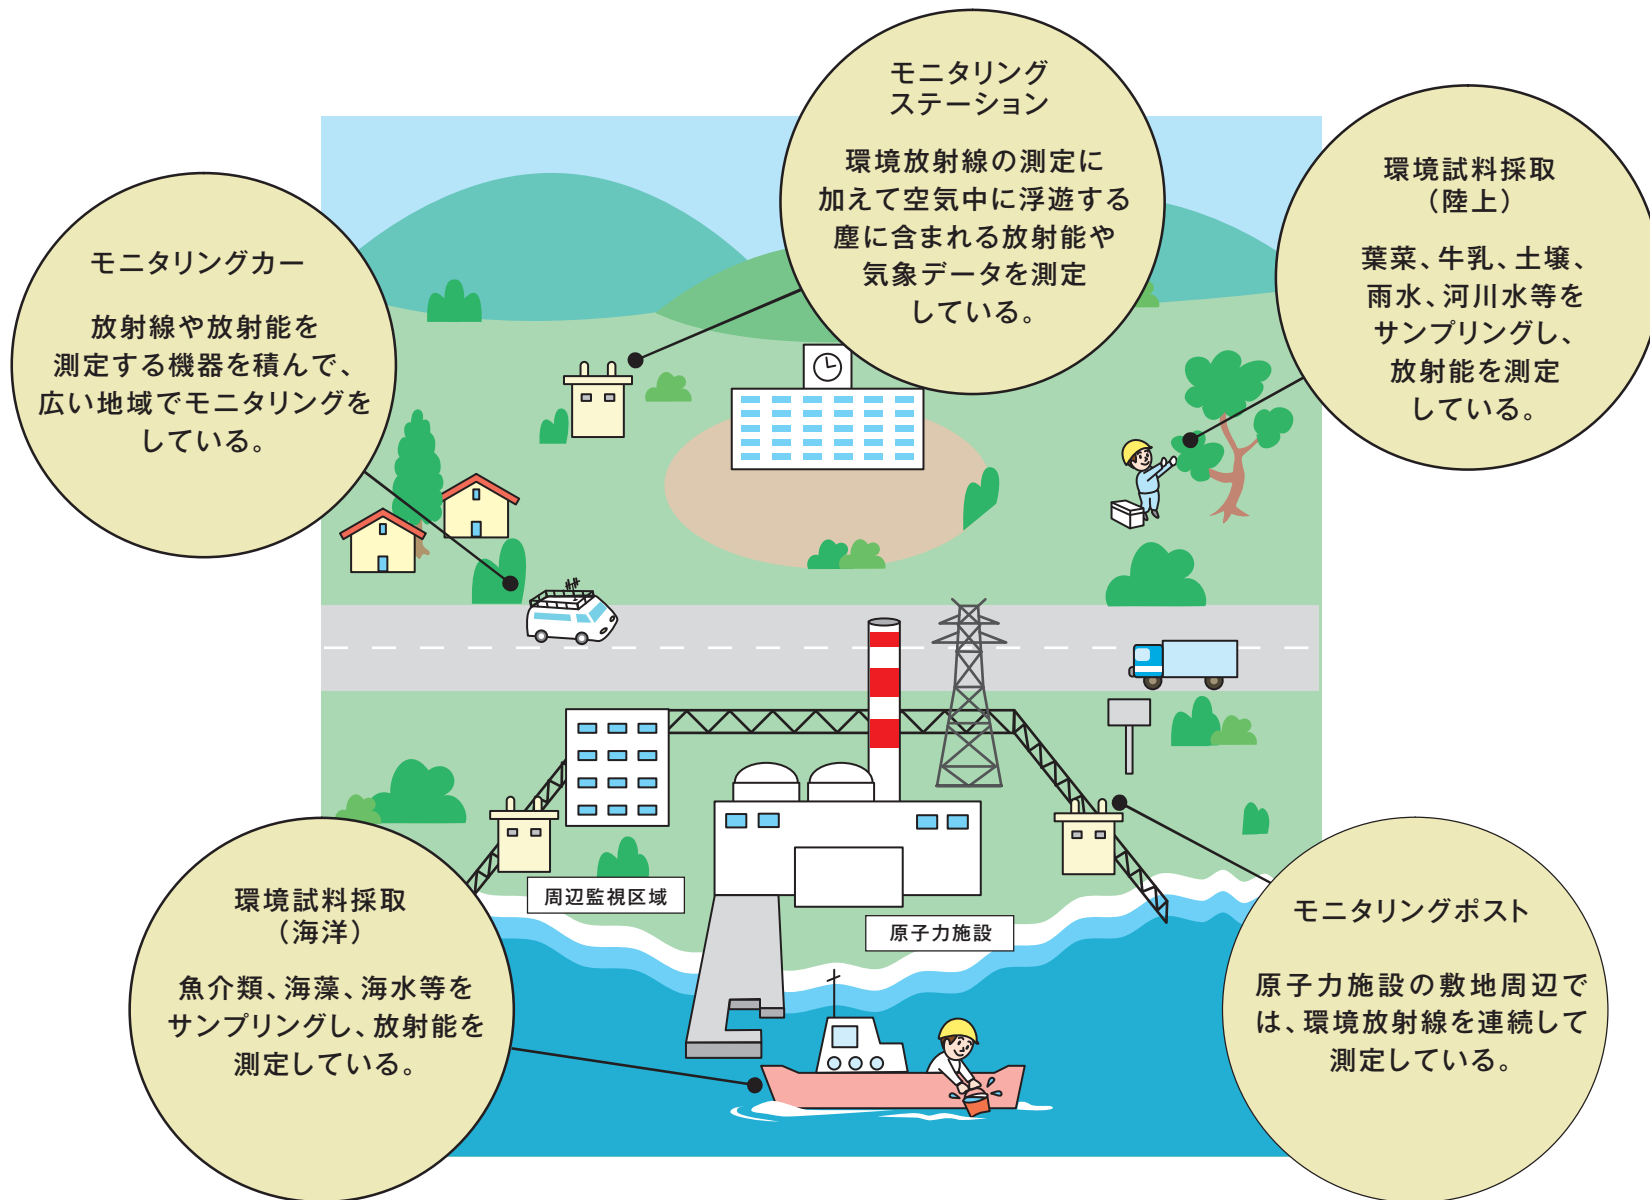 モニタリング
ステーション
環境放射線の測定に
加えて空気中に浮遊する
塵に含まれる放射能や
気象データを測定
している。
環境試料採取
（陸上）
葉菜、牛乳、土壌、
雨水、河川水等を
サンプリングし、
放射能を測定
している。
モニタリングカー
放射線や放射能を
測定する機器を積んで、
広い地域でモニタリングを
している。
周辺監視区域
原子力施設
環境試料採取
（海洋）
魚介類、海藻、海水等を
サンプリングし、放射能を
測定している。
モニタリングポスト
原子力施設の敷地周辺で
は、環境放射線を連続して
測定している。